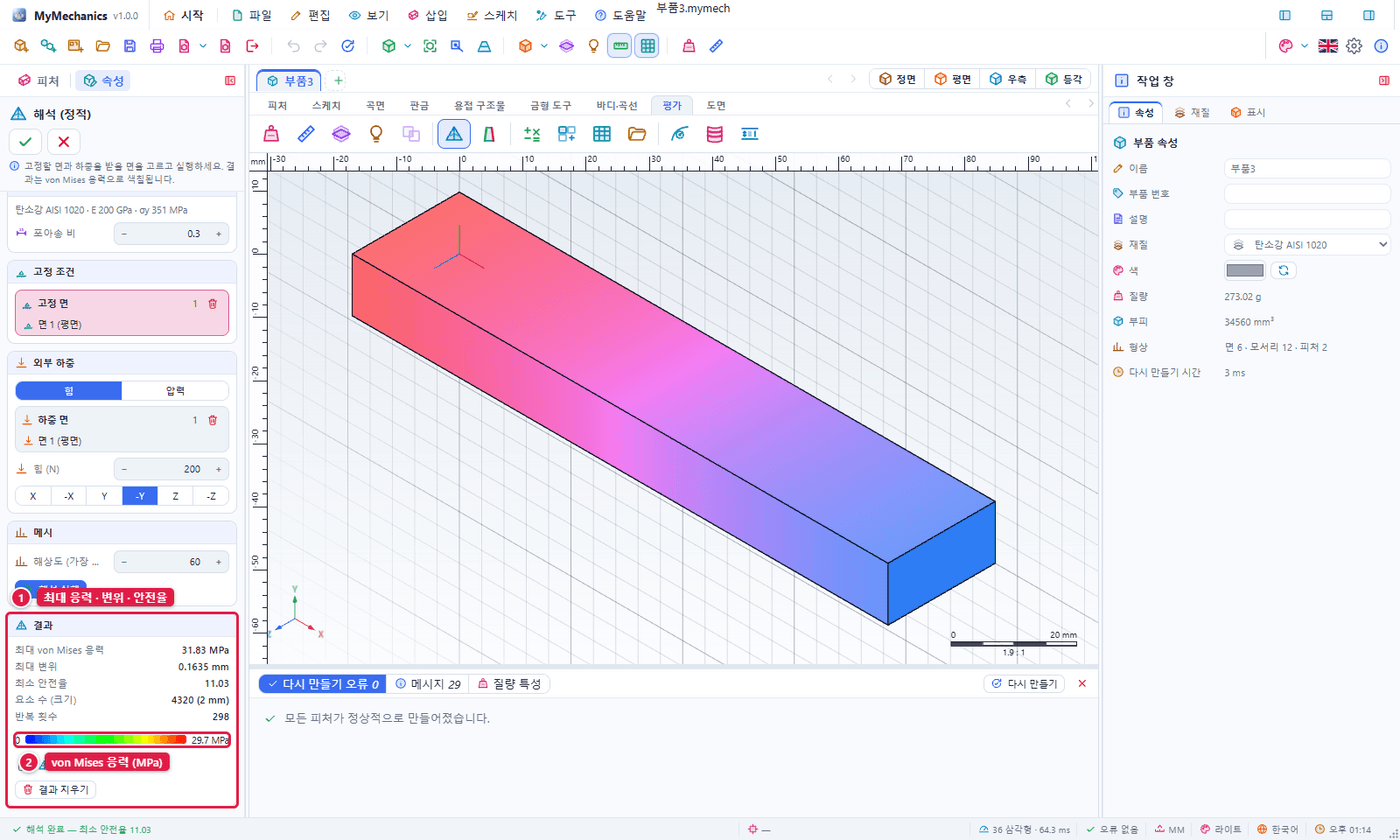 MyMechanics v1.0.0
시작 파일 편집 보기 삽입 스케치 도구 도움말 부품3.mymech
피처 속성
해석 (정적)
고정할 면과 하중을 받을 면을 고르고 실행하세요. 결
과는 von Mises 응력으로 색칠됩니다.
탄소강 AISI 1020 · E 200 GPa · σy 351 MPa
포아송 비 − 0.3 +
고정 조건
고정 면 1
면 1 (평면)
외부 하중
힘 압력
하중 면 1
면 1 (평면)
힘 (N) − 200 +
X -X Y -Y Z -Z
메시
해상도 (가장 ... − 60 +
1 최대 응력 · 변위 · 안전율
결과
최대 von Mises 응력 31.83 MPa
최대 변위 0.1635 mm
최소 안전율 11.03
요소 수 (크기) 4320 (2 mm)
반복 횟수 298
0 29.7 MPa
2 von Mises 응력 (MPa)
결과 지우기
부품3 +
정면 평면 우측 등각
피처 스케치 곡면 판금 용접 구조물 금형 도구 바디·곡선 평가 도면
mm -30 -20 -10 0 10 20 30 40 50 60 70 80 90
10
0
-10
-20
-30
-40
-50
-60
Y
Z X
0 20 mm
1.9 : 1
다시 만들기 오류 0 메시지 29 질량 특성 다시 만들기
모든 피처가 정상적으로 만들어졌습니다.
작업 창
속성 재질 표시
부품 속성
이름 부품3
부품 번호
설명
재질 탄소강 AISI 1020
색
질량 273.02 g
부피 34560 mm³
형상 면 6 · 모서리 12 · 피처 2
다시 만들기 시간 3 ms
해석 완료 — 최소 안전율 11.03 — 36 삼각형 · 64.3 ms 오류 없음 MM 라이트 한국어 오후 01:14